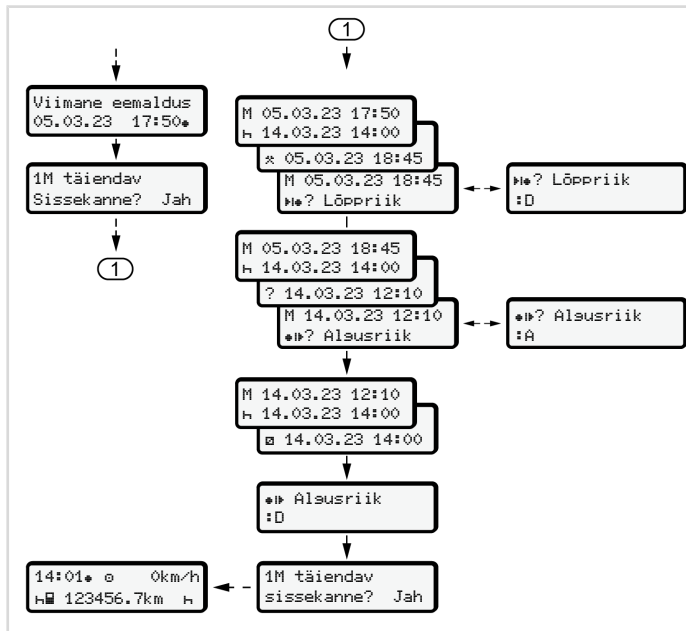 1
Viimane eemaldus
05.03.23 17:50
1M täiendav
Sissekanne? Jah
1
M 05.03.23 17:50
14.03.23 14:00
05.03.23 18:45
M 05.03.23 18:45
? Lõppriik
? Lõppriik
:D
M 05.03.23 18:45
14.03.23 14:00
? 14.03.23 12:10
M 14.03.23 12:10
? Algusriik
? Algusriik
:A
M 14.03.23 12:10
14.03.23 14:00
14.03.23 14:00
Algusriik
:D
1M täiendav
sissekanne? Jah
14:01 0km/h
123456.7km